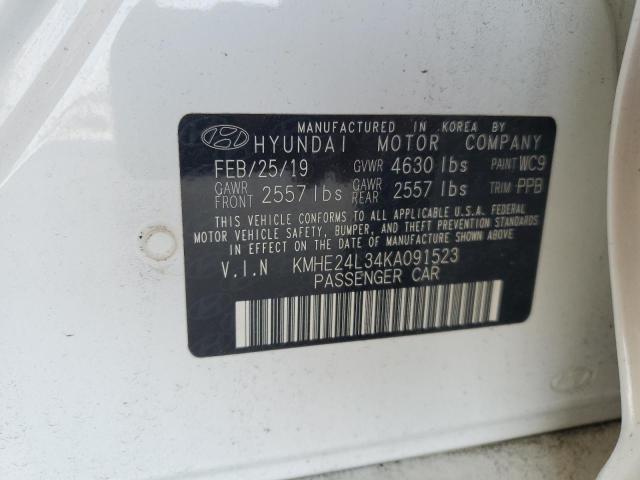 MANUFACTURED IN KOREA BY
HYUNDAI MOTOR COMPANY
FEB/25/19 GVWR 4630 lbs PAINT WC9
GAWR FRONT 2557 lbs GAWR REAR 2557 lbs TRIM PPB
THIS VEHICLE CONFORMS TO ALL APPLICABLE U.S.A. FEDERAL
MOTOR VEHICLE SAFETY, BUMPER, AND THEFT PREVENTION STANDARDS
IN EFFECT ON THE DATE OF MANUFACTURE SHOWN ABOVE.
V.I.N KMHE24L34KA091523
PASSENGER CAR